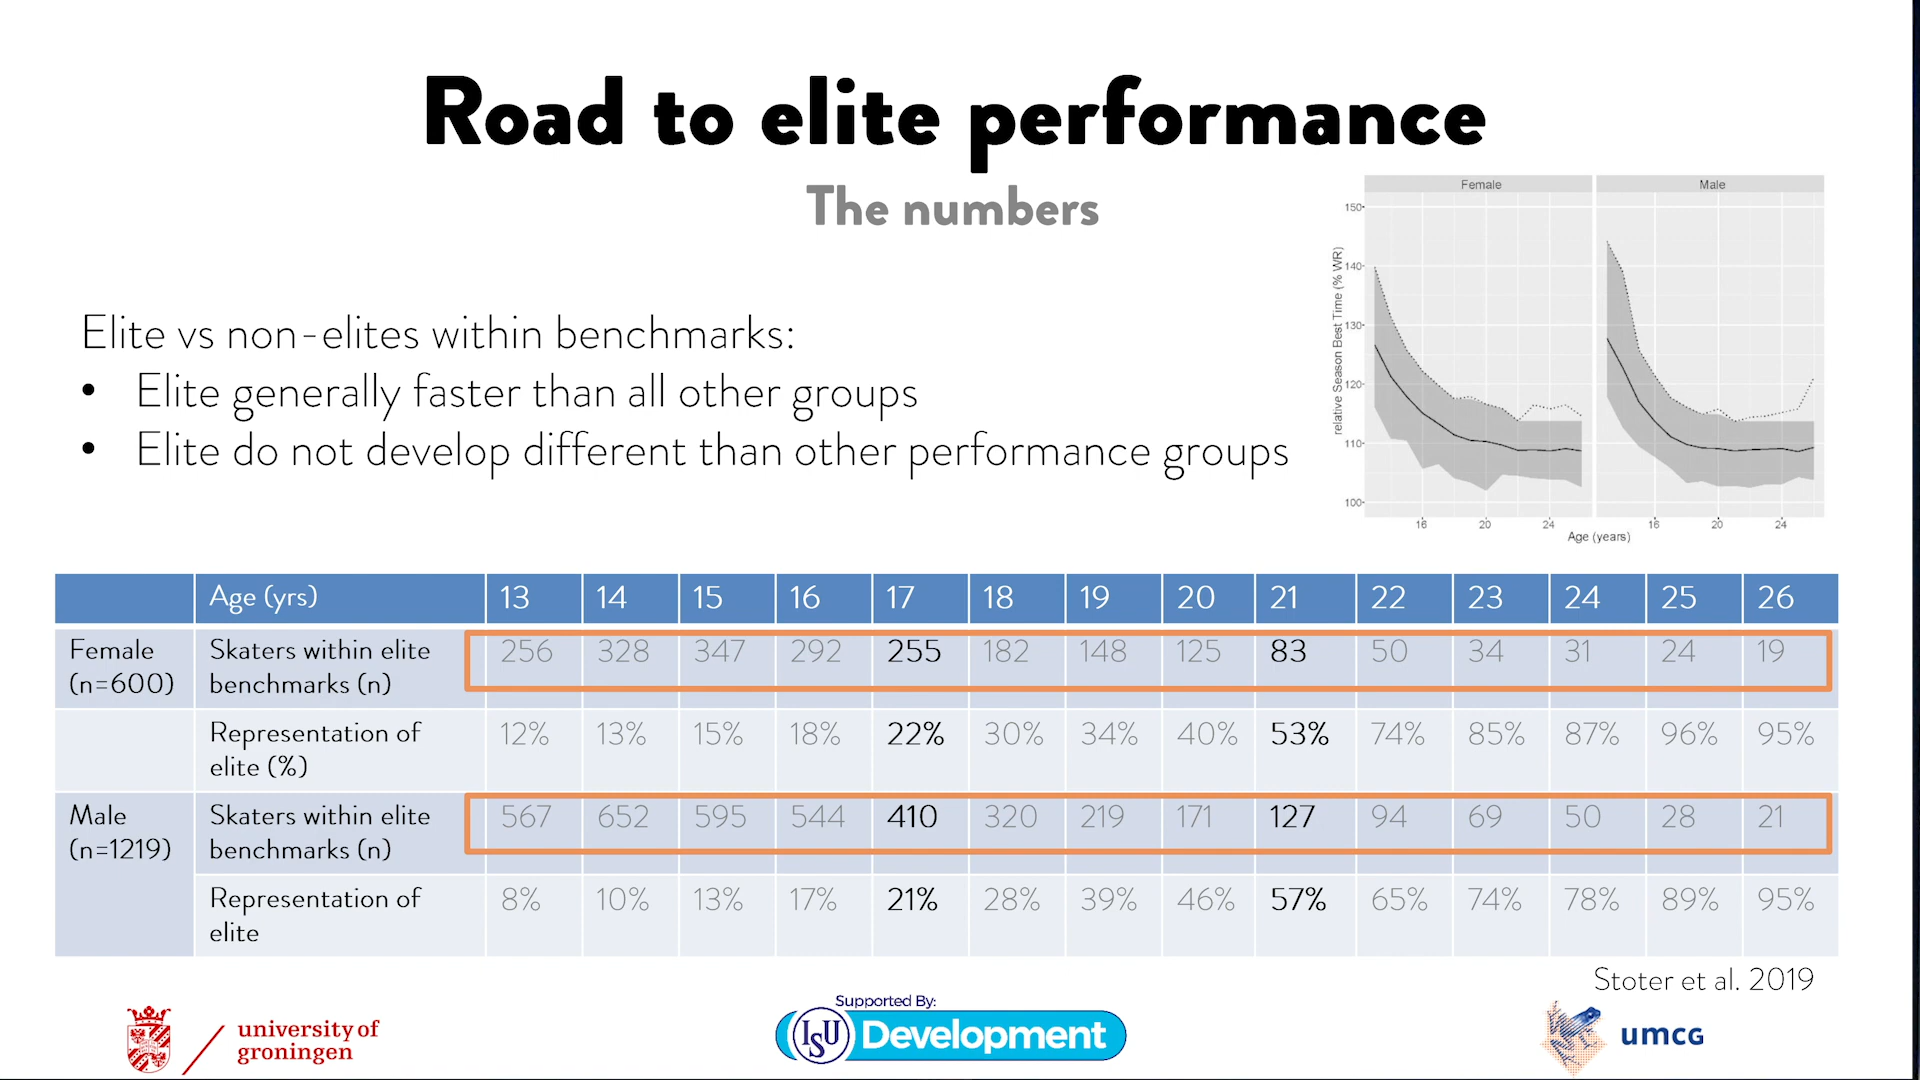 Road to elite performance
The numbers
Elite vs non-elites within benchmarks:
• Elite generally faster than all other groups
• Elite do not develop different than other performance groups
Female Male
relative Season Best Time (% WR)
150
140
130
120
110
100
16 20 24 16 20 24
Age (years)
Age (yrs) 13 14 15 16 17 18 19 20 21 22 23 24 25 26
Female (n=600) Skaters within elite benchmarks (n) 256 328 347 292 255 182 148 125 83 50 34 31 24 19
Representation of elite (%) 12% 13% 15% 18% 22% 30% 34% 40% 53% 74% 85% 87% 96% 95%
Male (n=1219) Skaters within elite benchmarks (n) 567 652 595 544 410 320 219 171 127 94 69 50 28 21
Representation of elite 8% 10% 13% 17% 21% 28% 39% 46% 57% 65% 74% 78% 89% 95%
Stoter et al. 2019
university of
groningen
Supported By:
ISU Development
umcg